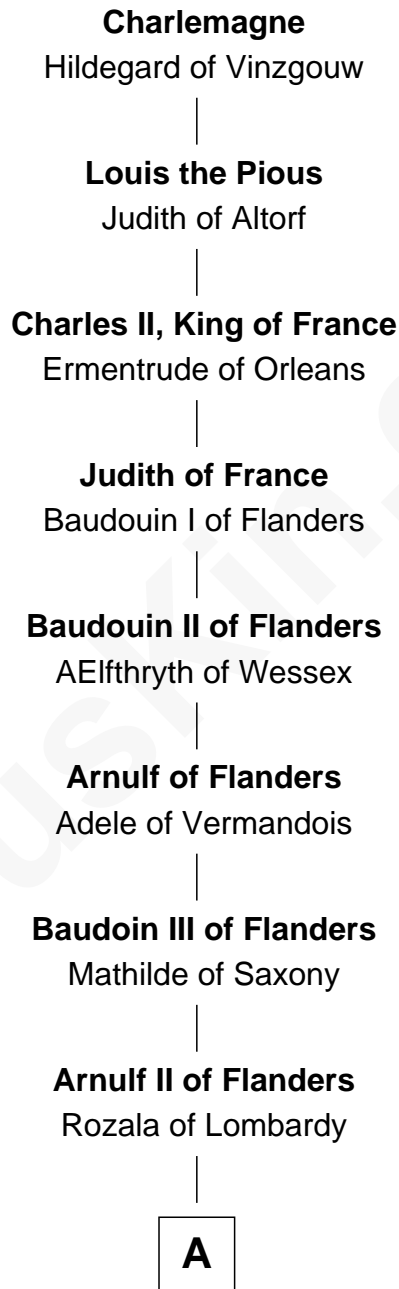 Charlemagne
Hildegard of Vinzgouw
Louis the Pious
Judith of Altorf
Charles II, King of France
Ermentrude of Orleans
Judith of France
Baudouin I of Flanders
Baudouin II of Flanders
AElfthryth of Wessex
Arnulf of Flanders
Adele of Vermandois
Baudoin III of Flanders
Mathilde of Saxony
Arnulf II of Flanders
Rozala of Lombardy
A